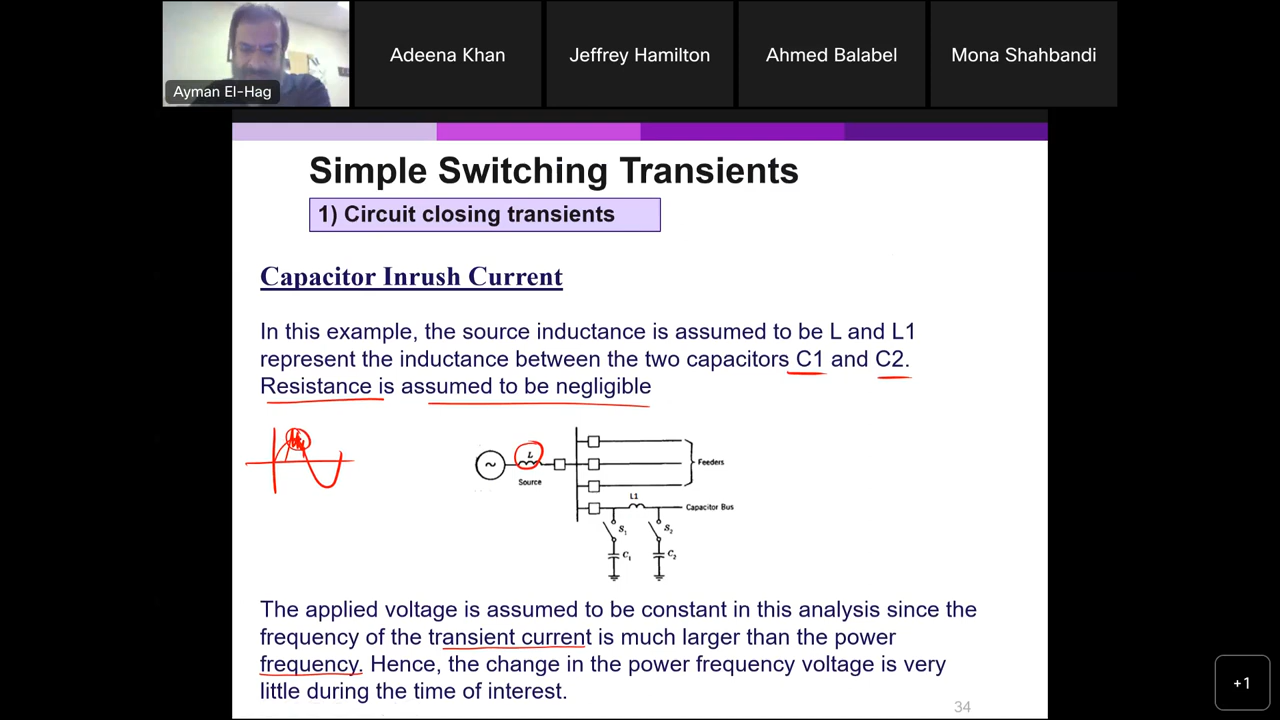 Ayman El-Hag
Adeena Khan
Jeffrey Hamilton
Ahmed Balabel
Mona Shahbandi
Simple Switching Transients
1) Circuit closing transients
Capacitor Inrush Current
In this example, the source inductance is assumed to be L and L1
represent the inductance between the two capacitors C1 and C2.
Resistance is assumed to be negligible
L
Source
Feeders
L1
Capacitor Bus
S1
S2
C1
C2
The applied voltage is assumed to be constant in this analysis since the
frequency of the transient current is much larger than the power
frequency. Hence, the change in the power frequency voltage is very
little during the time of interest.
34
+1